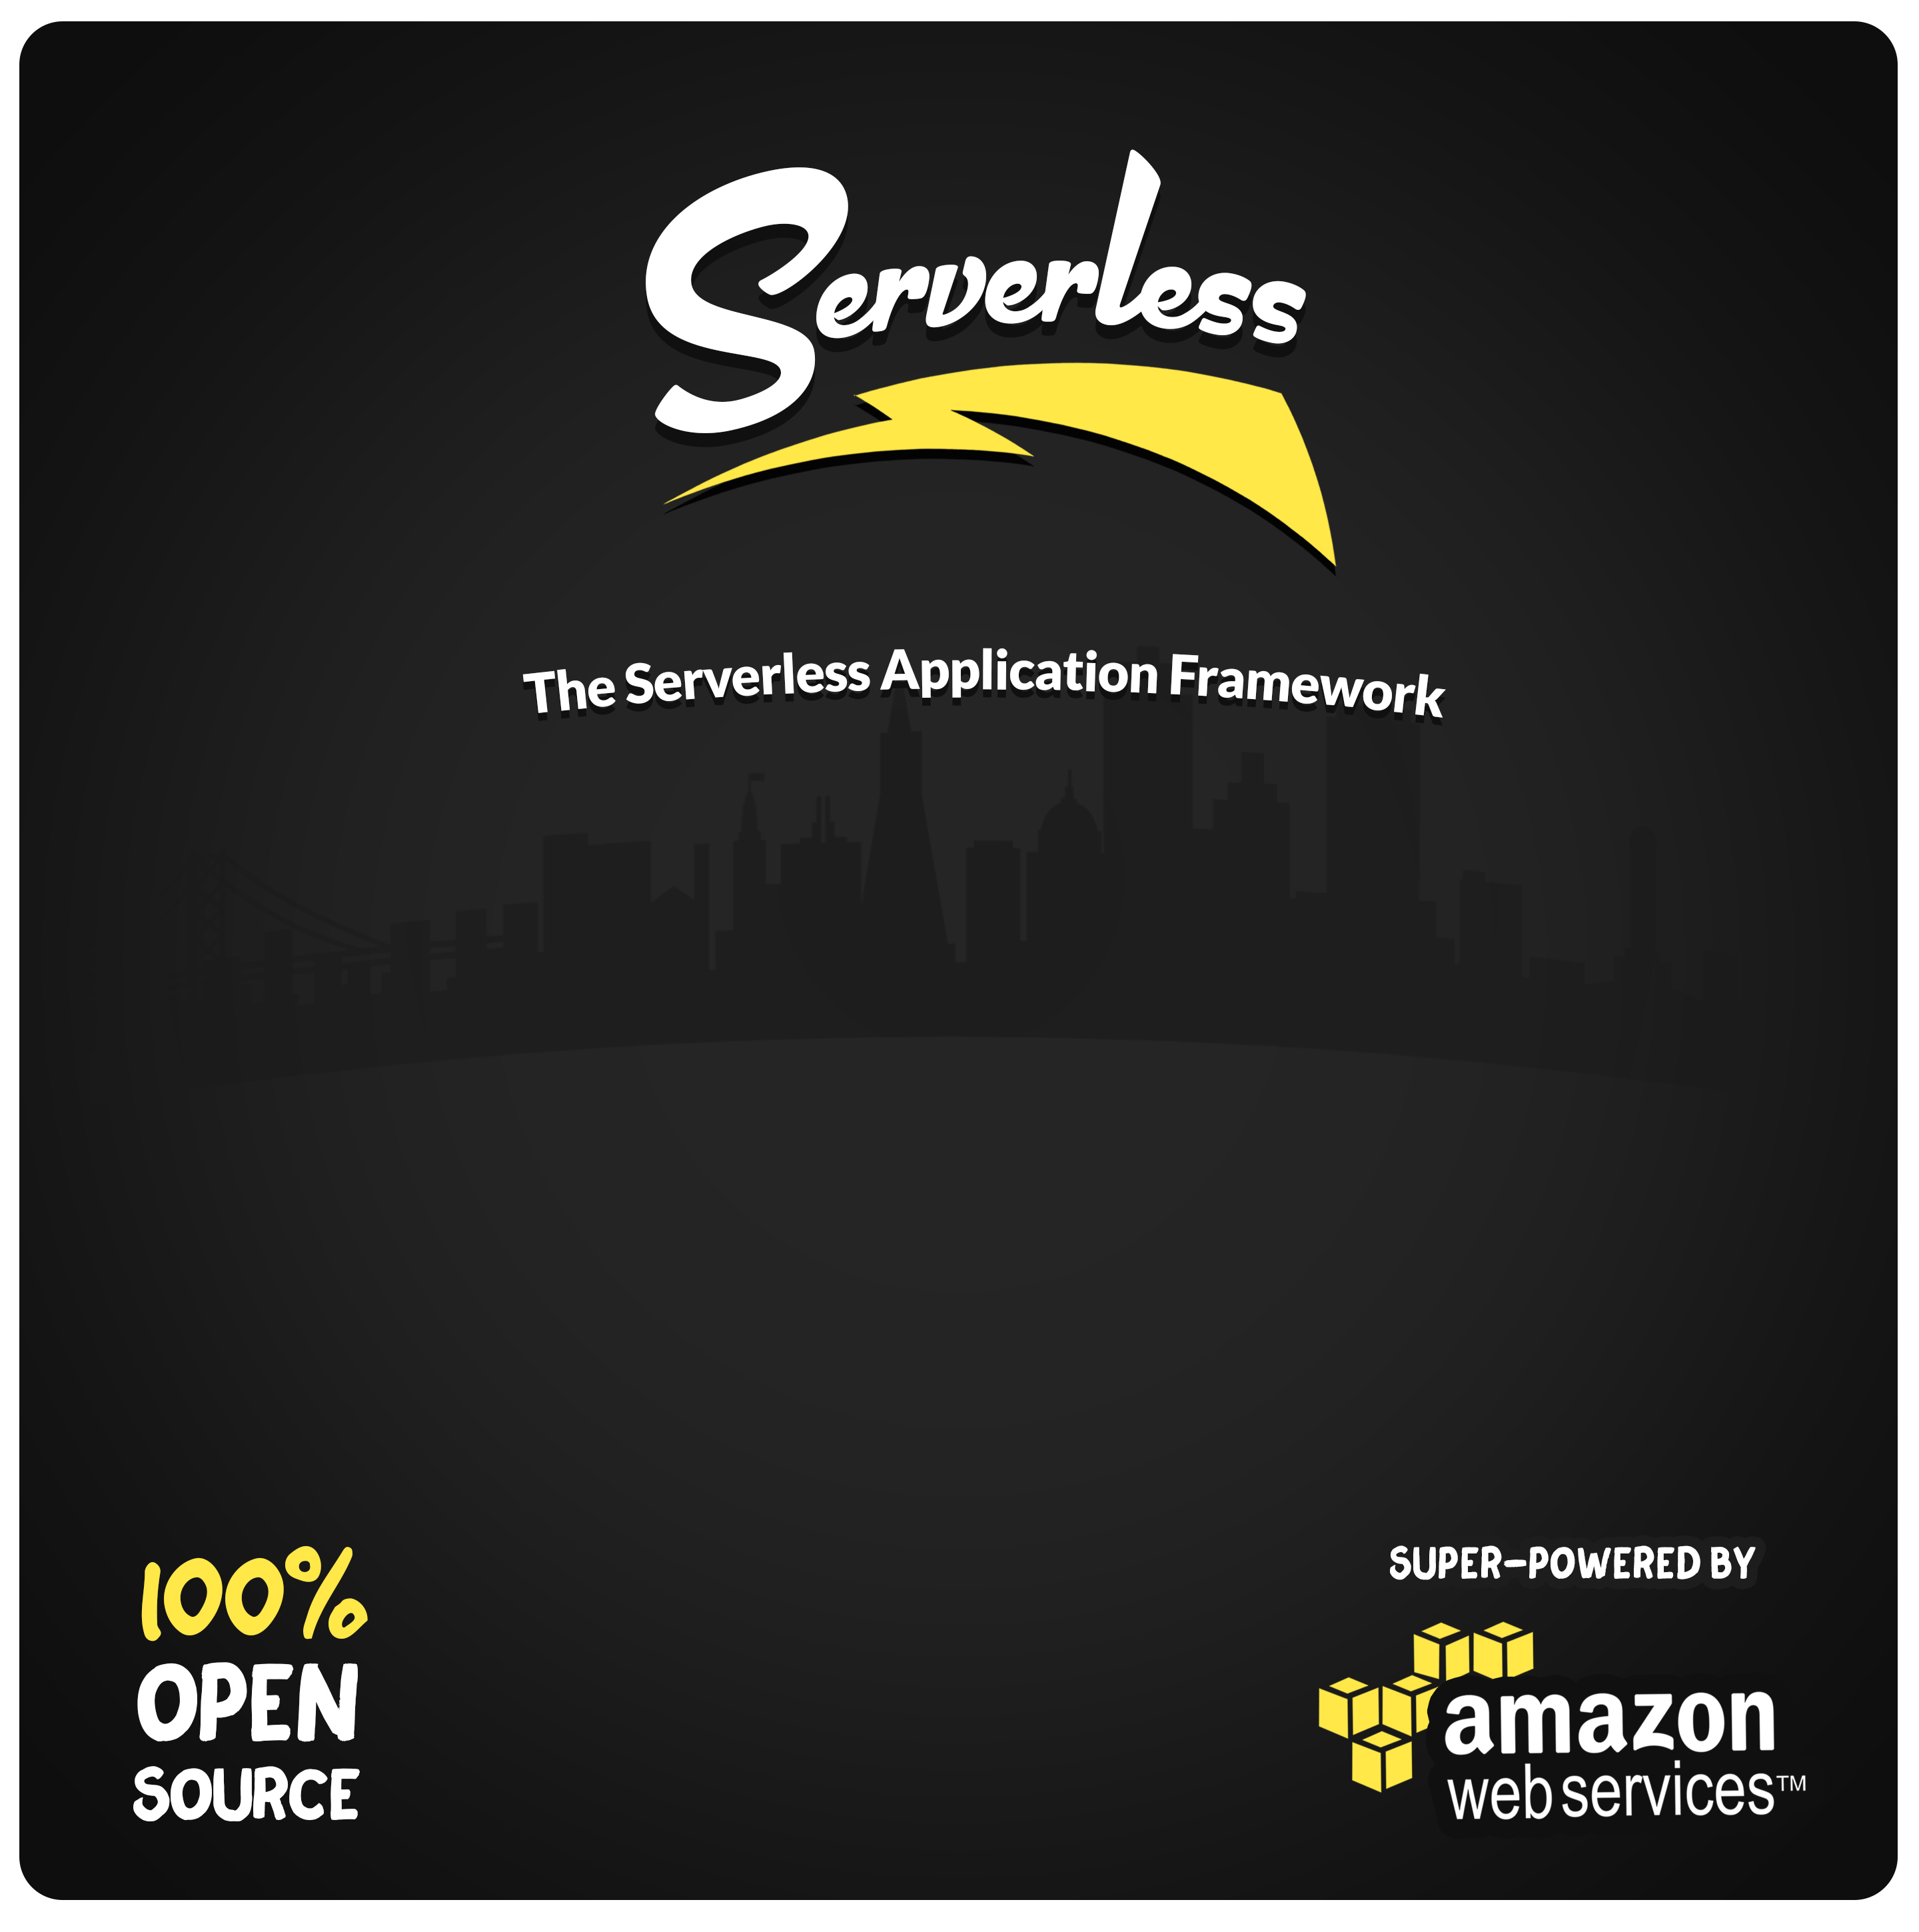 Serverless
The Serverless Application Framework
100%
OPEN
SOURCE
SUPER-POWERED BY
amazon
web services™